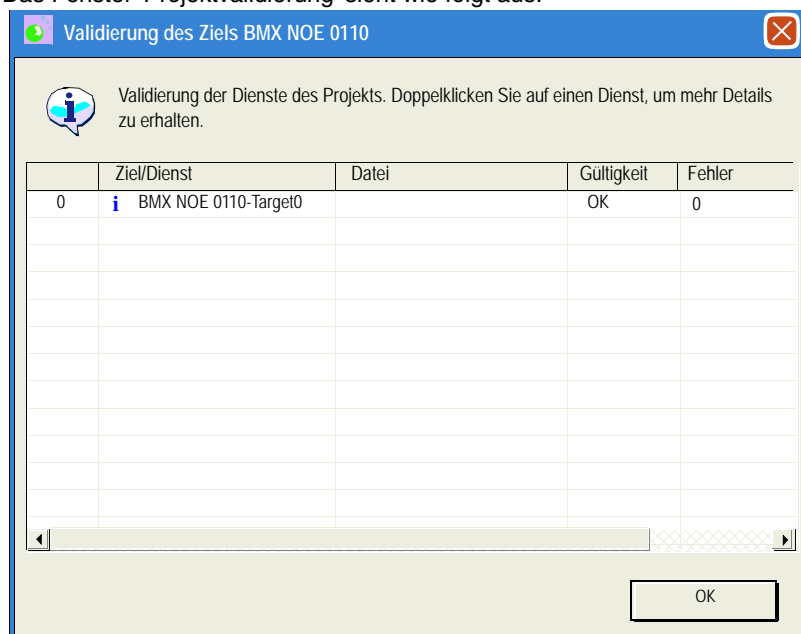 Das Fenster 'Projektvalidierung' sieht wie folgt aus:
Validierung des Ziels BMX NOE 0110
Validierung der Dienste des Projekts. Doppelklicken Sie auf einen Dienst, um mehr Details
zu erhalten.
Ziel/Dienst Datei Gültigkeit Fehler
0 i BMX NOE 0110-Target0 OK 0
OK